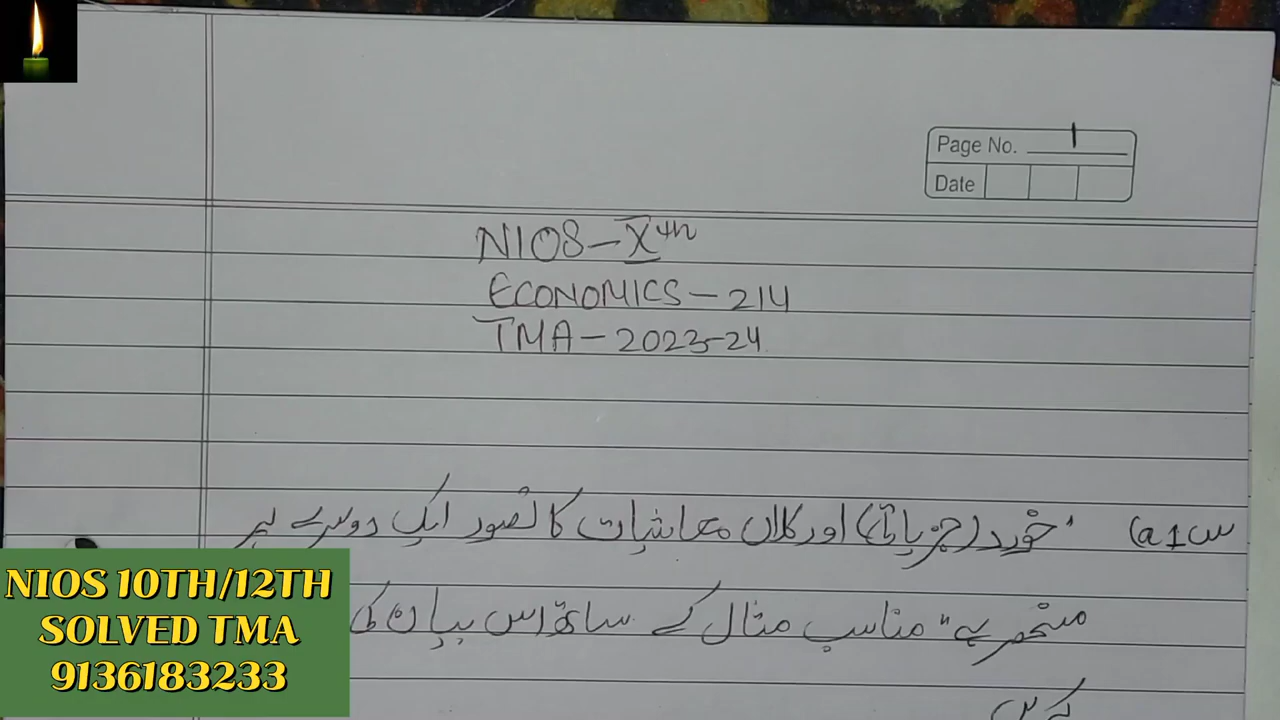 Page No. 1
Date
NIOS-Xth
ECONOMICS-214
TMA-2023-24
س1 a) "خورد (جزیاتی) اور کلاں معاشیات کا تصور ایک دوسرے پر
منحصر ہے" مناسب مثال کے ساتھ اس بیان کی
کریں
NIOS 10TH/12TH
SOLVED TMA
9136183233